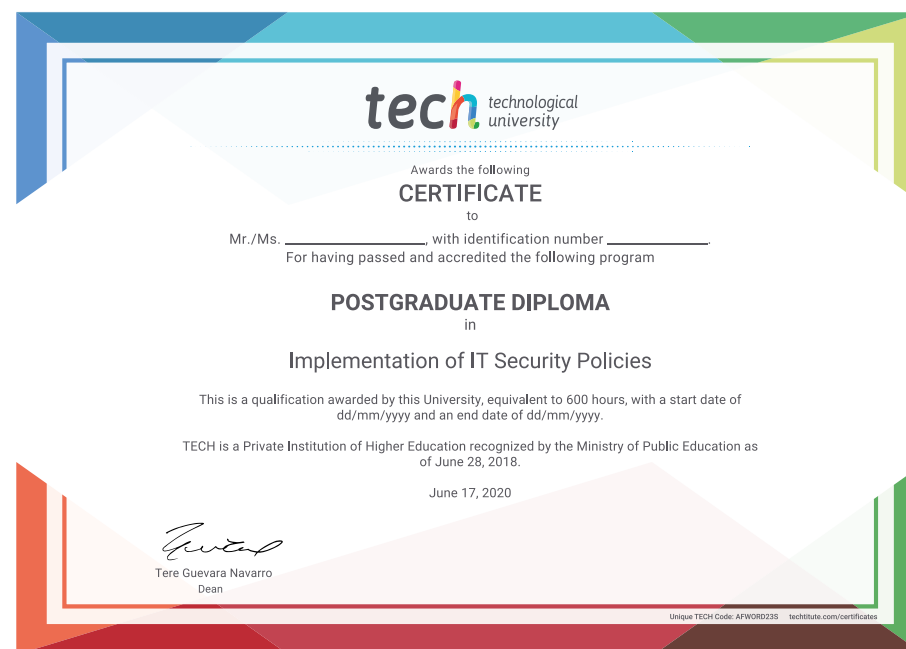 tech technological
university
Awards the following
CERTIFICATE
to
Mr./Ms. ____________________, with identification number ______________.
For having passed and accredited the following program
POSTGRADUATE DIPLOMA
in
Implementation of IT Security Policies
This is a qualification awarded by this University, equivalent to 600 hours, with a start date of
dd/mm/yyyy and an end date of dd/mm/yyyy.
TECH is a Private Institution of Higher Education recognized by the Ministry of Public Education as
of June 28, 2018.
June 17, 2020
Tere Guevara Navarro
Dean
Unique TECH Code: AFWORD23S techtitute.com/certificates